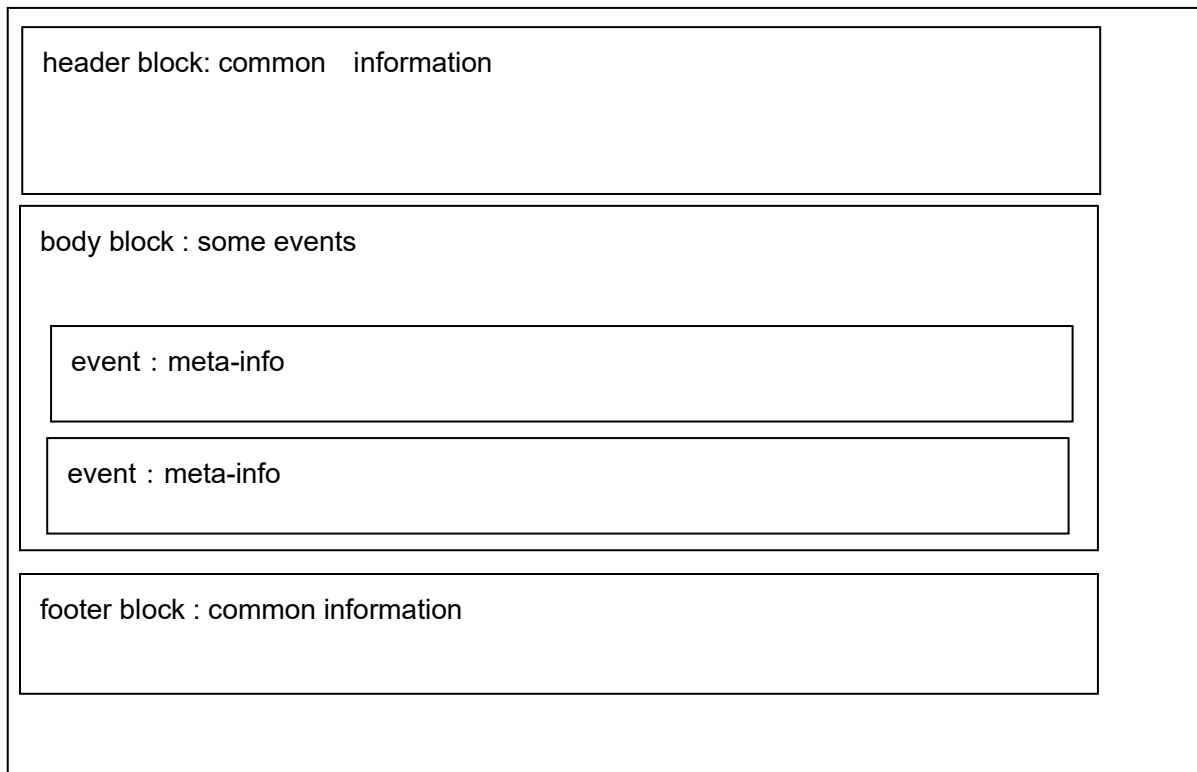 header block: common information
body block : some events
event：meta-info
event：meta-info
footer block : common information